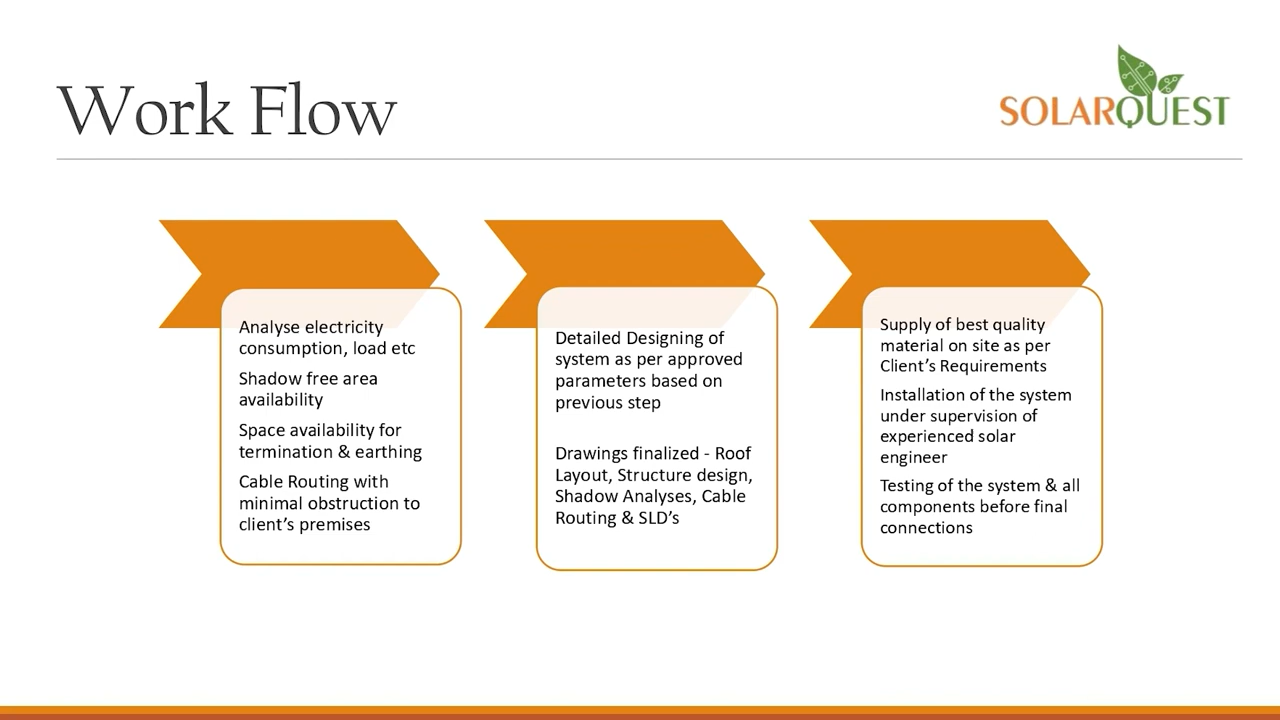 Work Flow
SOLARQUEST
Analyse electricity
consumption, load etc
Shadow free area
availability
Space availability for
termination & earthing
Cable Routing with
minimal obstruction to
client's premises
Detailed Designing of
system as per approved
parameters based on
previous step
Drawings finalized - Roof
Layout, Structure design,
Shadow Analyses, Cable
Routing & SLD's
Supply of best quality
material on site as per
Client's Requirements
Installation of the system
under supervision of
experienced solar
engineer
Testing of the system & all
components before final
connections